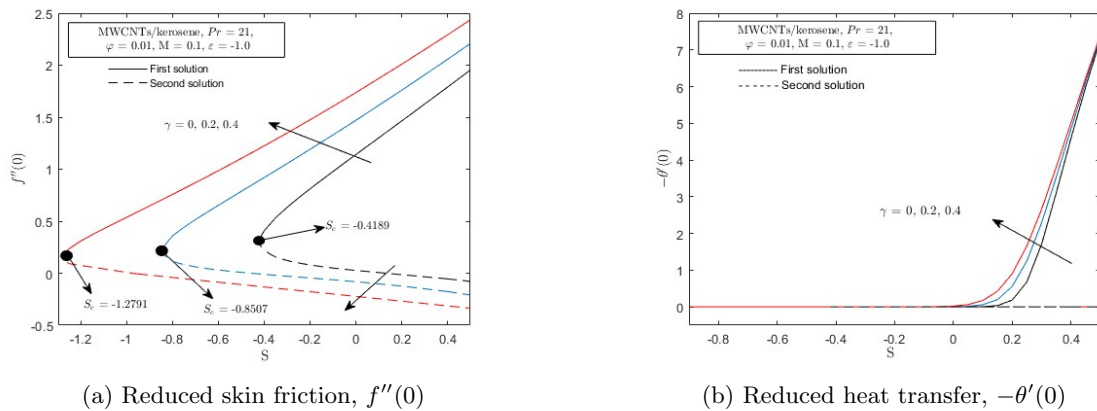 MWCNTs/kerosene, Pr = 21,
φ = 0.01, M = 0.1, ε = -1.0
First solution
Second solution
γ = 0, 0.2, 0.4
S_c = -0.4189
S_c = -1.2791
S_c = -0.8507
f''(0)
2.5
2
1.5
1
0.5
0
-0.5
-1.2 -1 -0.8 -0.6 -0.4 -0.2 0 0.2 0.4
S
(a) Reduced skin friction, f''(0)
MWCNTs/kerosene, Pr = 21,
φ = 0.01, M = 0.1, ε = -1.0
First solution
Second solution
γ = 0, 0.2, 0.4
−θ'(0)
8
7
6
5
4
3
2
1
0
-0.8 -0.6 -0.4 -0.2 0 0.2 0.4
S
(b) Reduced heat transfer, −θ'(0)